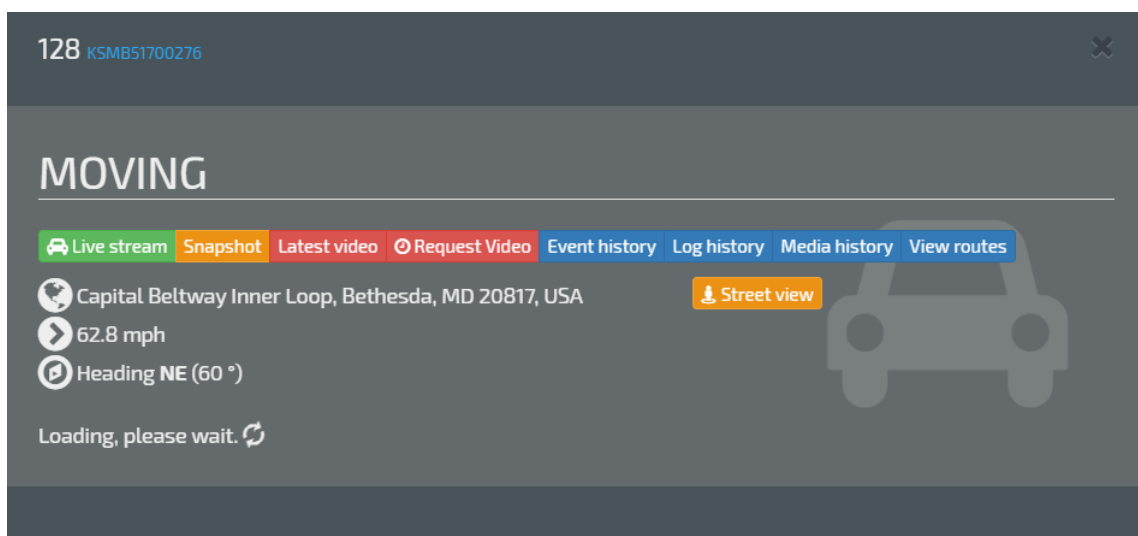 128 KSMB51700276
MOVING
Live stream Snapshot Latest video Request Video Event history Log history Media history View routes
Capital Beltway Inner Loop, Bethesda, MD 20817, USA Street view
62.8 mph
Heading NE (60 °)
Loading, please wait.